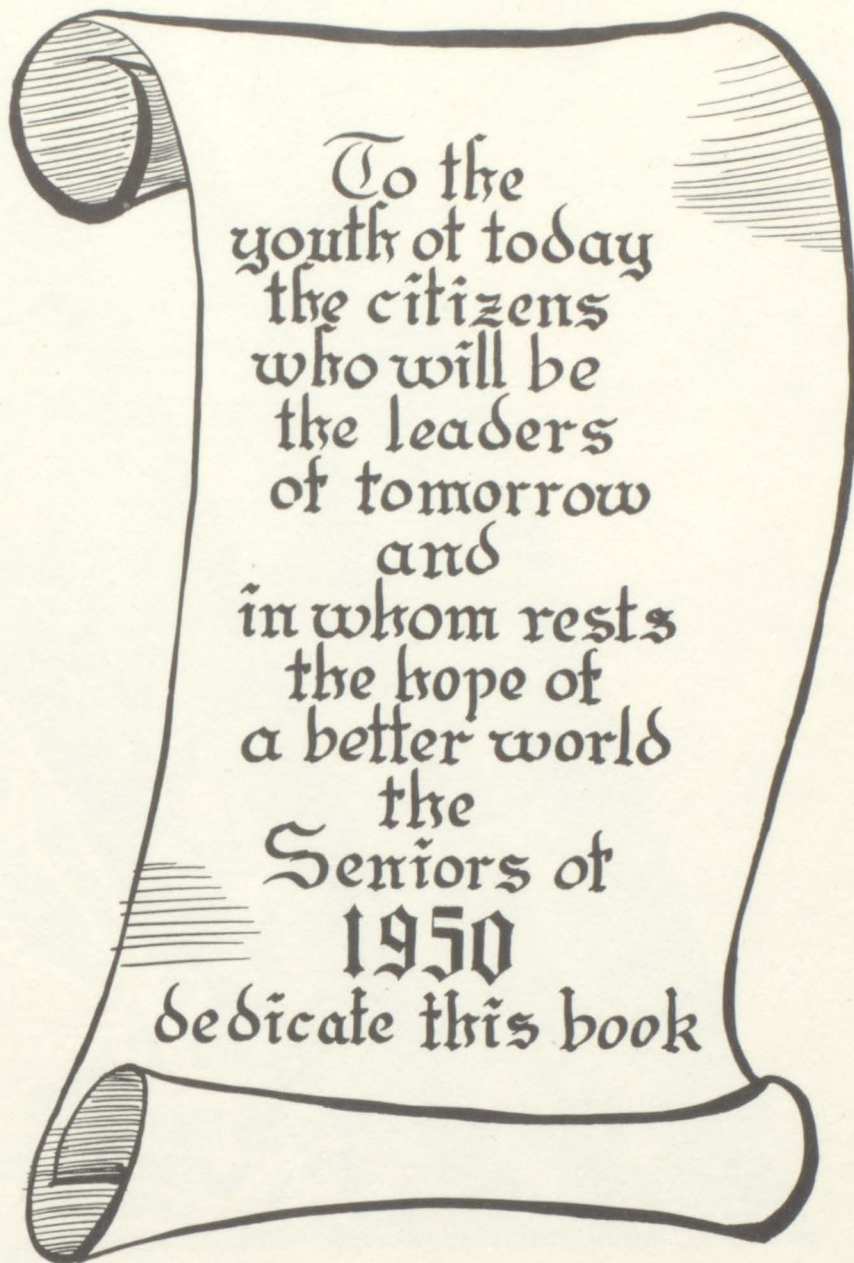 To the
youth of today
the citizens
who will be
the leaders
of tomorrow
and
in whom rests
the hope of
a better world
the
Seniors of
1950
dedicate this book